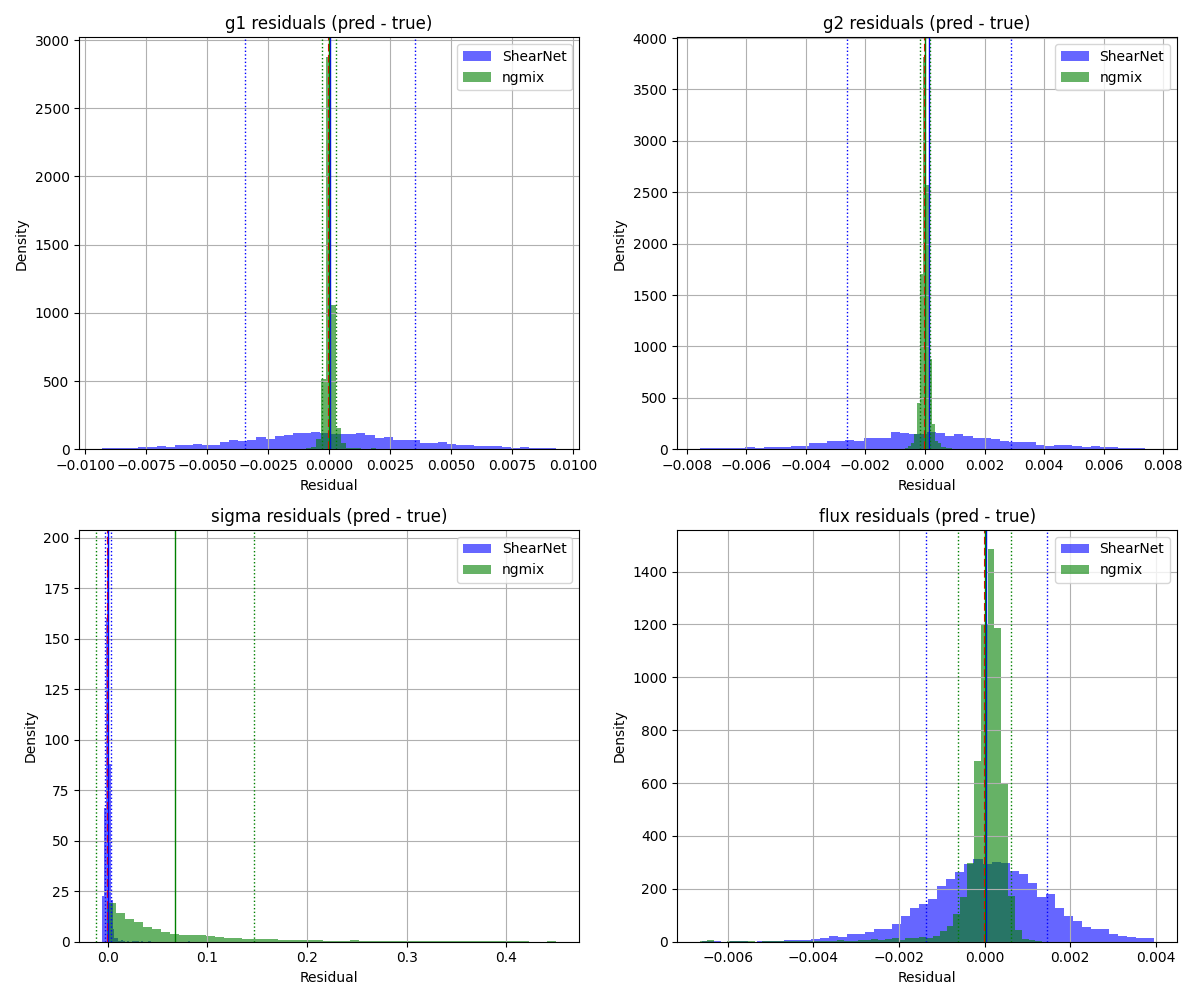 g1 residuals (pred - true)
3000
2500
2000
1500
1000
500
0
Density
ShearNet
ngmix
−0.0100 −0.0075 −0.0050 −0.0025 0.0000 0.0025 0.0050 0.0075 0.0100
Residual
g2 residuals (pred - true)
4000
3500
3000
2500
2000
1500
1000
500
0
Density
ShearNet
ngmix
−0.008 −0.006 −0.004 −0.002 0.000 0.002 0.004 0.006 0.008
Residual
sigma residuals (pred - true)
200
175
150
125
100
75
50
25
0
Density
ShearNet
ngmix
0.0 0.1 0.2 0.3 0.4
Residual
flux residuals (pred - true)
1400
1200
1000
800
600
400
200
0
Density
ShearNet
ngmix
−0.006 −0.004 −0.002 0.000 0.002 0.004
Residual